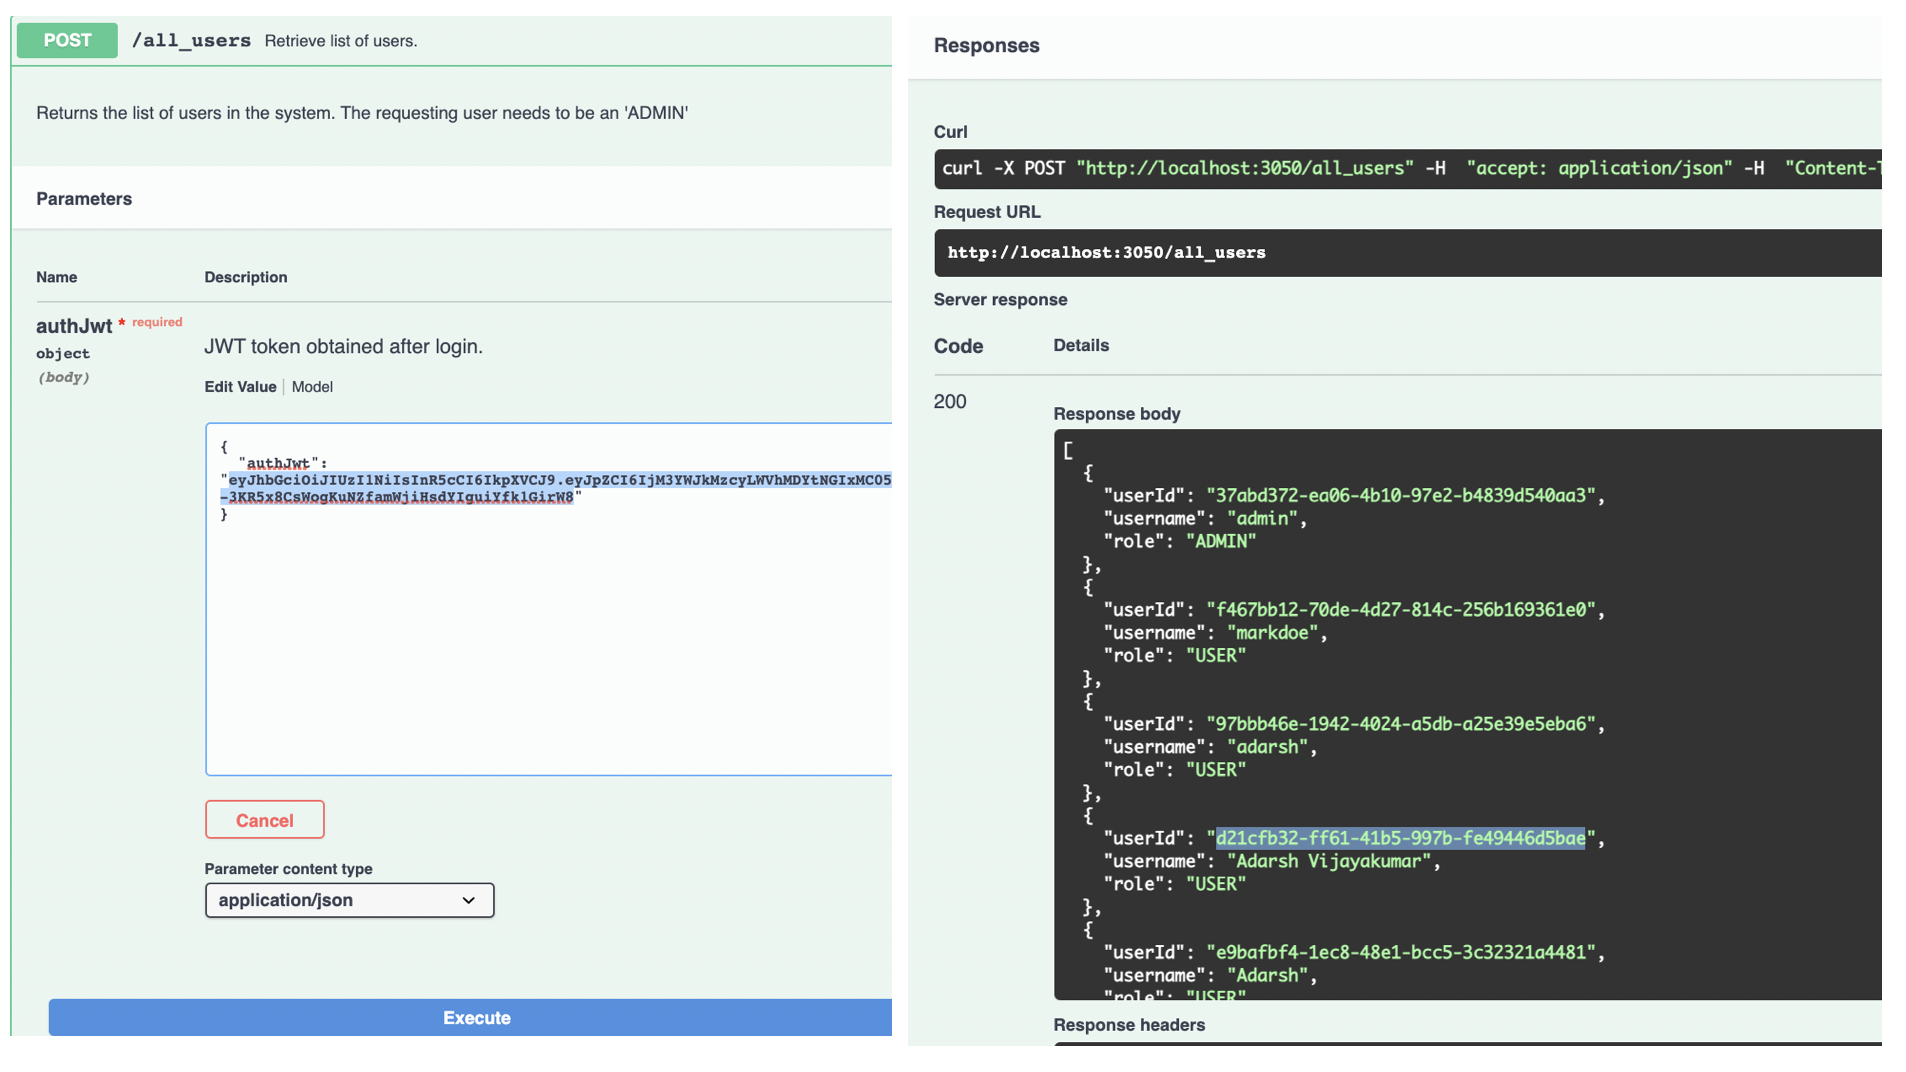 POST /all_users Retrieve list of users.
Returns the list of users in the system. The requesting user needs to be an 'ADMIN'
Parameters
Name Description
authJwt * required
object
(body)
JWT token obtained after login.
Edit Value | Model
{
"authJwt":
"eyJhbGciOiJIUzI1NiIsInR5cCI6IkpXVCJ9.eyJpZCI6IjM3YWJkMzcyLWVhMDYtNGIxMC05
-3KR5x8CsWogKuNZfamWjiHsdYIguiYfk1GirW8"
}
Cancel
Parameter content type
application/json
Execute
Responses
Curl
curl -X POST "http://localhost:3050/all_users" -H "accept: application/json" -H "Content-T
Request URL
http://localhost:3050/all_users
Server response
Code Details
200
Response body
[
{
"userId": "37abd372-ea06-4b10-97e2-b4839d540aa3",
"username": "admin",
"role": "ADMIN"
},
{
"userId": "f467bb12-70de-4d27-814c-256b169361e0",
"username": "markdoe",
"role": "USER"
},
{
"userId": "97bbb46e-1942-4024-a5db-a25e39e5eba6",
"username": "adarsh",
"role": "USER"
},
{
"userId": "d21cfb32-ff61-41b5-997b-fe49446d5bae",
"username": "Adarsh Vijayakumar",
"role": "USER"
},
{
"userId": "e9bafbf4-1ec8-48e1-bcc5-3c32321a4481",
"username": "Adarsh",
"role": "USER"
Response headers